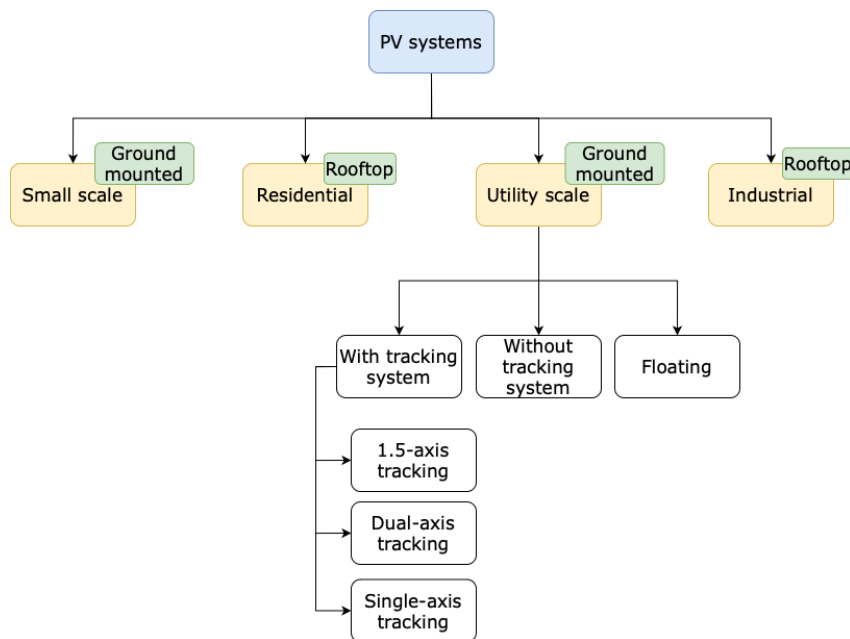 PV systems
Ground
mounted
Small scale
Rooftop
Residential
Ground
mounted
Utility scale
Rooftop
Industrial
With tracking
system
Without
tracking
system
Floating
1.5-axis
tracking
Dual-axis
tracking
Single-axis
tracking